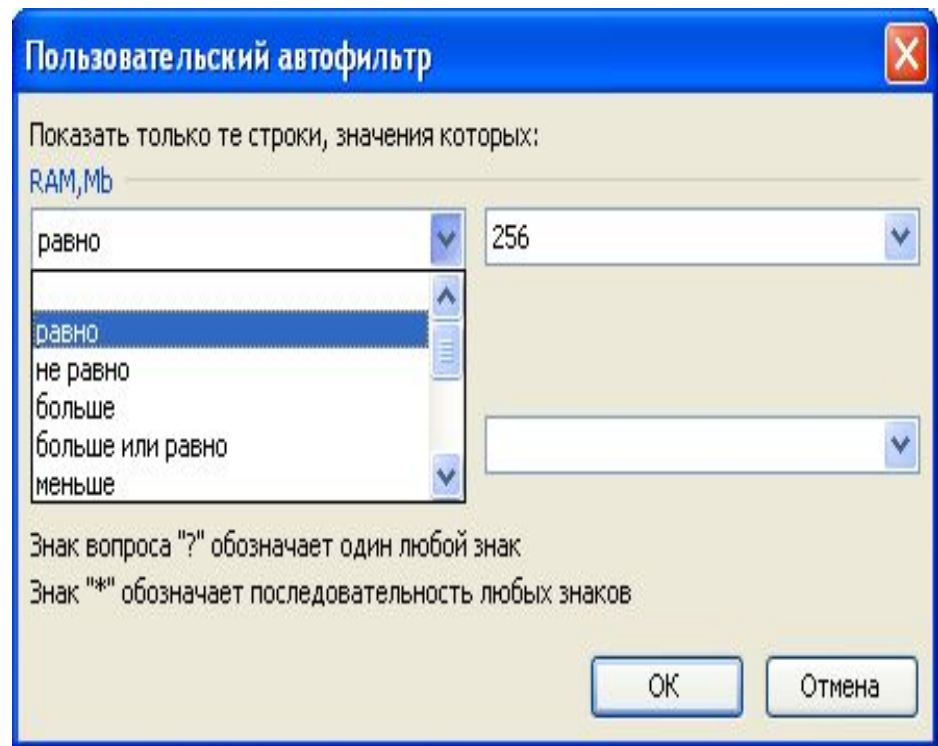 Пользовательский автофильтр
Показать только те строки, значения которых:
RAM,Mb
равно 256
равно
не равно
больше
больше или равно
меньше
Знак вопроса "?" обозначает один любой знак
Знак "*" обозначает последовательность любых знаков
OK Отмена